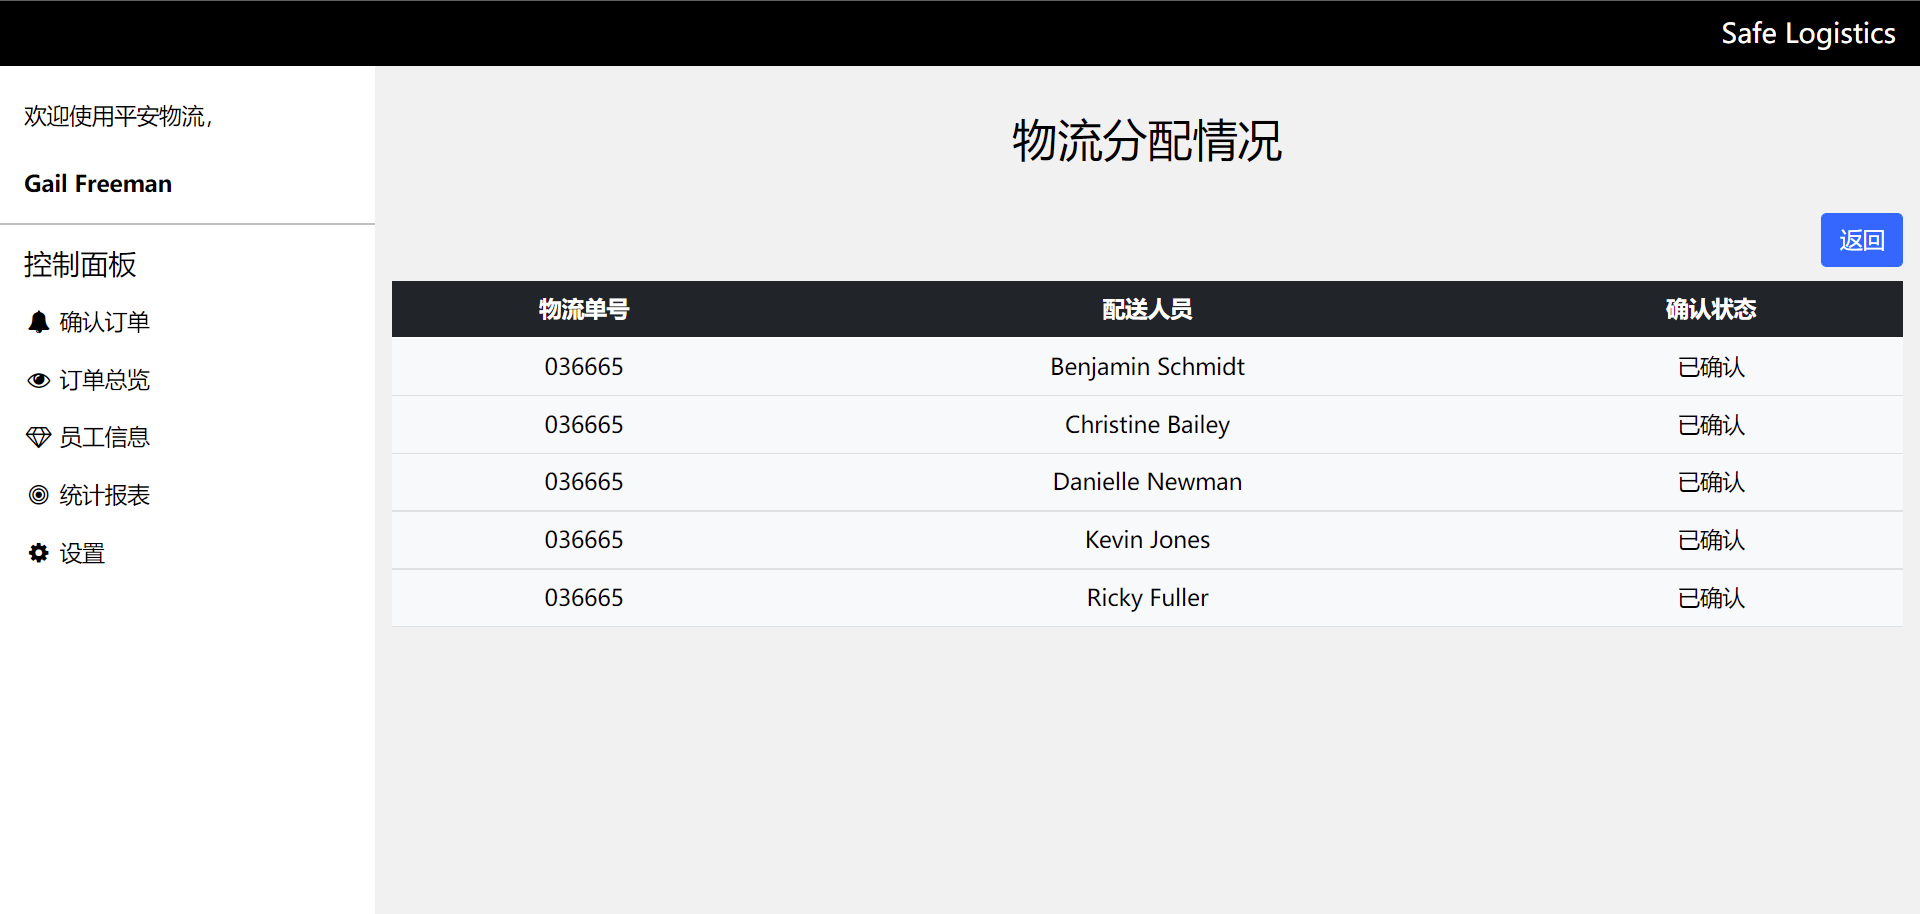 Safe Logistics
欢迎使用平安物流,
Gail Freeman
控制面板
确认订单
订单总览
员工信息
统计报表
设置
物流分配情况
返回
物流单号 配送人员 确认状态
036665 Benjamin Schmidt 已确认
036665 Christine Bailey 已确认
036665 Danielle Newman 已确认
036665 Kevin Jones 已确认
036665 Ricky Fuller 已确认